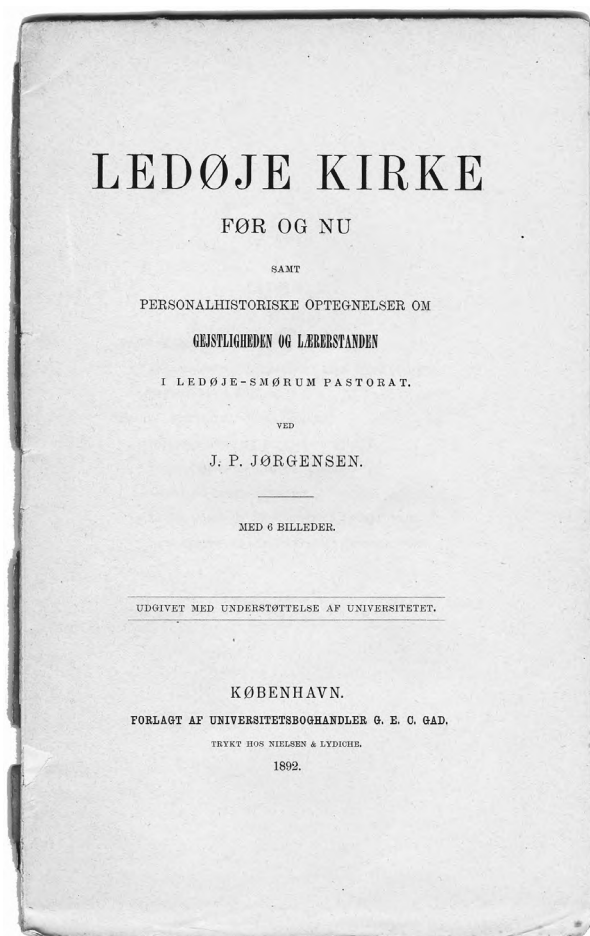 LEDØJE KIRKE
FØR OG NU
SAMT
PERSONALHISTORISKE OPTEGNELSER OM
GEJSTLIGHEDEN OG LÆRERSTANDEN
I LEDØJE-SMØRUM PASTORAT.
VED
J. P. JØRGENSEN.
MED 6 BILLEDER.
UDGIVET MED UNDERSTØTTELSE AF UNIVERSITETET.
KØBENHAVN.
FORLAGT AF UNIVERSITETSBOGHANDLER G. E. C. GAD.
TRYKT HOS NIELSEN & LYDICHE.
1892.